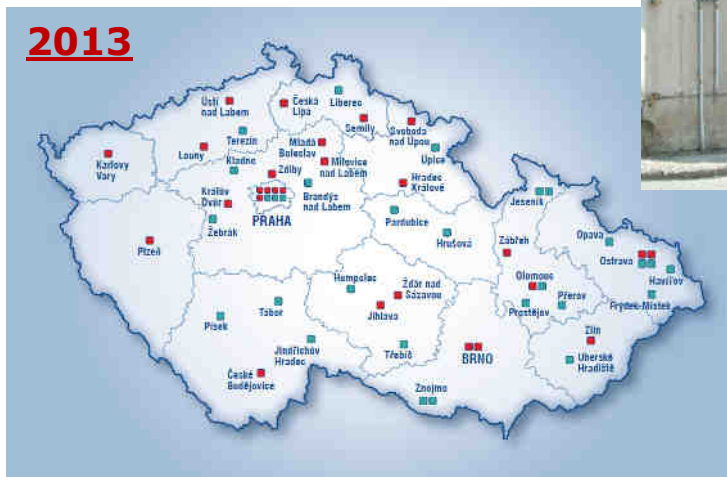 2013
Ústí
nad Labem
Česká
Lípa
Liberec
Semily
Svoboda
nad Úpou
Úpice
Terezín
Louny
Kladno
Mladá
Boleslav
Milovice
nad Labem
Karlovy
Vary
Zdiby
Hradec
Králové
Králův
Dvůr
Brandýs
nad Labem
Žebrák
PRAHA
Pardubice
Hrušová
Jeseník
Opava
Ostrava
Zábřeh
Plzeň
Humpolec
Žďár nad
Sázavou
Olomouc
Havířov
Přerov
Frýdek-Místek
Prostějov
Písek
Tábor
Jihlava
Zlín
Jindřichův
Hradec
Třebíč
BRNO
Uherské
Hradiště
České
Budějovice
Znojmo